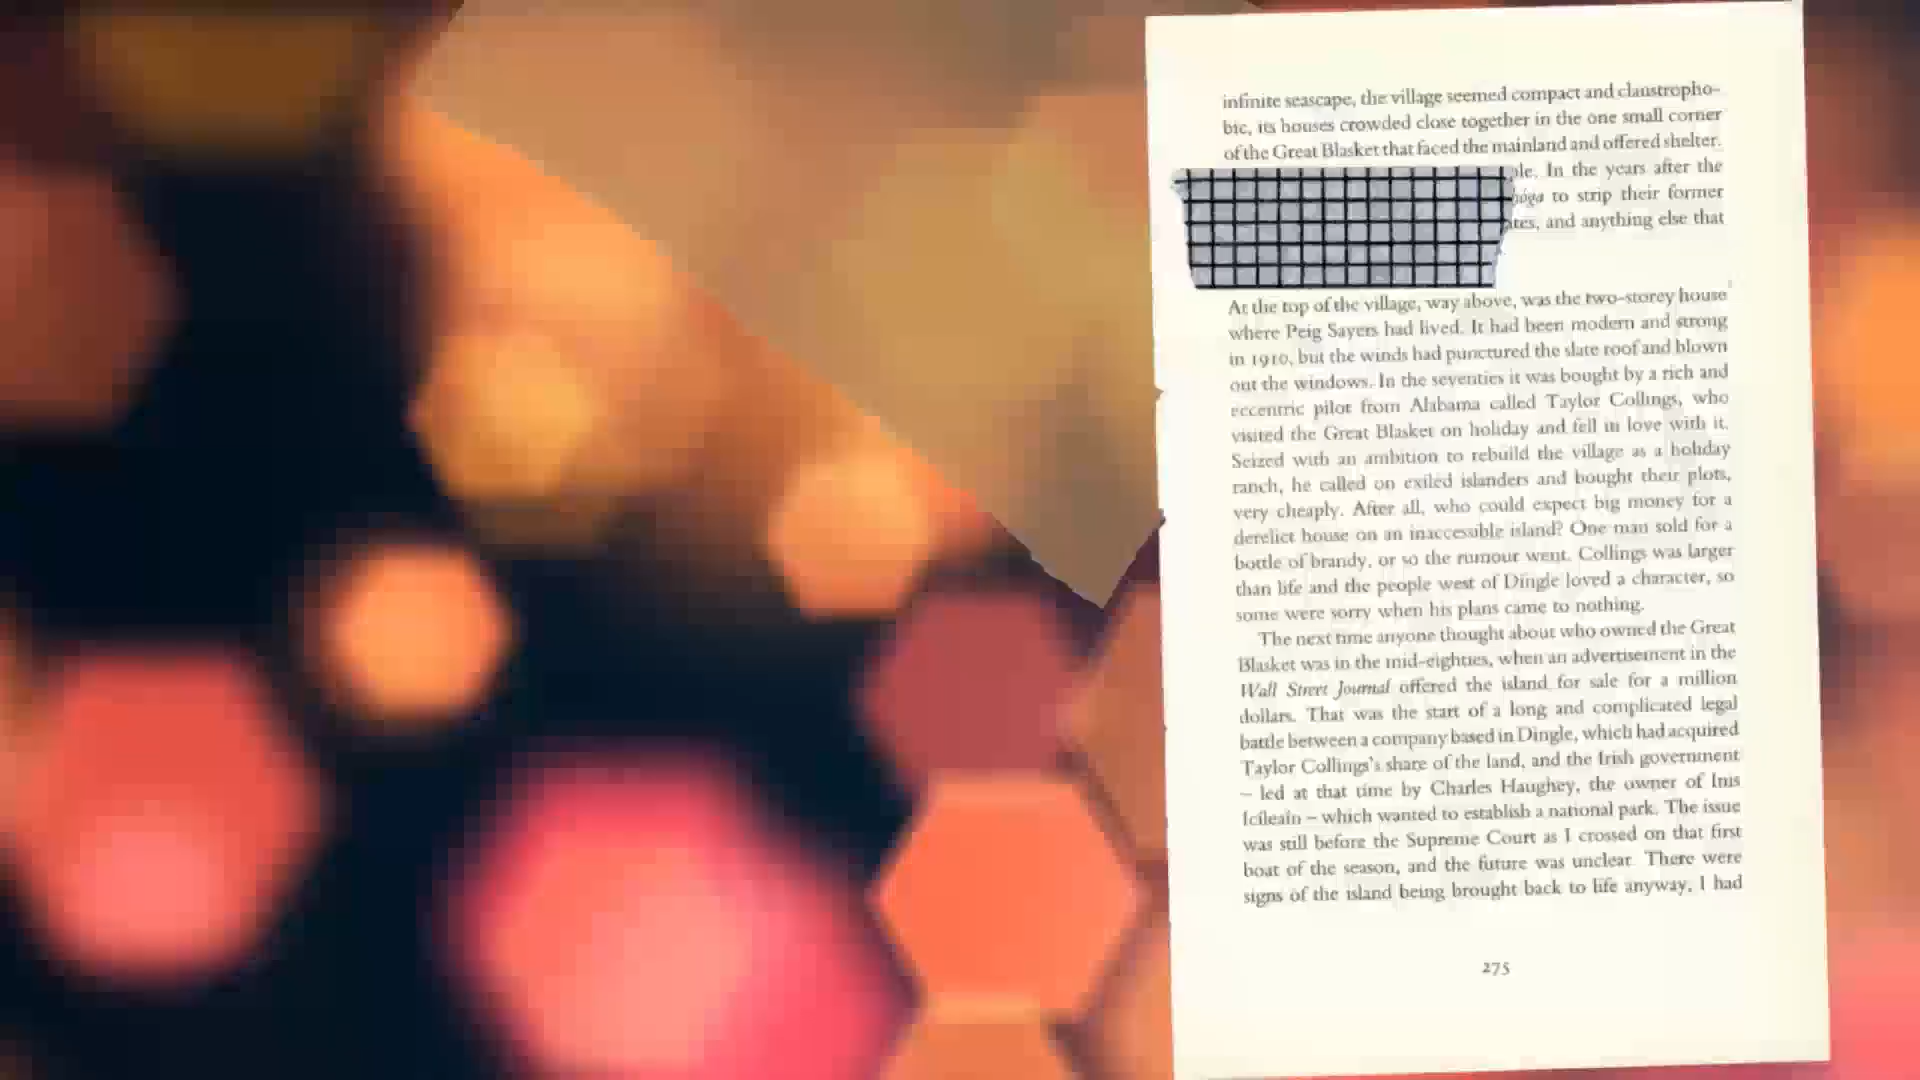 infinite seascape, the village seemed compact and claustropho-
bic, its houses crowded close together in the one small corner
of the Great Blasket that faced the mainland and offered shelter.
In the years after the
to strip their former
and anything else that
At the top of the village, way above, was the two-storey house
where Peig Sayers had lived. It had been modern and strong
in 1910, but the winds had punctured the slate roof and blown
out the windows. In the seventies it was bought by a rich and
eccentric pilot from Alabama called Taylor Collings, who
visited the Great Blasket on holiday and fell in love with it.
Seized with an ambition to rebuild the village as a holiday
ranch, he called on exiled islanders and bought their plots,
very cheaply. After all, who could expect big money for a
derelict house on an inaccessible island? One man sold for a
bottle of brandy, or so the rumour went. Collings was larger
than life and the people west of Dingle loved a character, so
some were sorry when his plans came to nothing.
The next time anyone thought about who owned the Great
Blasket was in the mid-eighties, when an advertisement in the
Wall Street Journal offered the island for sale for a million
dollars. That was the start of a long and complicated legal
battle between a company based in Dingle, which had acquired
Taylor Collings's share of the land, and the Irish government
– led at that time by Charles Haughey, the owner of Inis
Icíleáin – which wanted to establish a national park. The issue
was still before the Supreme Court as I crossed on that first
boat of the season, and the future was unclear. There were
signs of the island being brought back to life anyway. I had
275